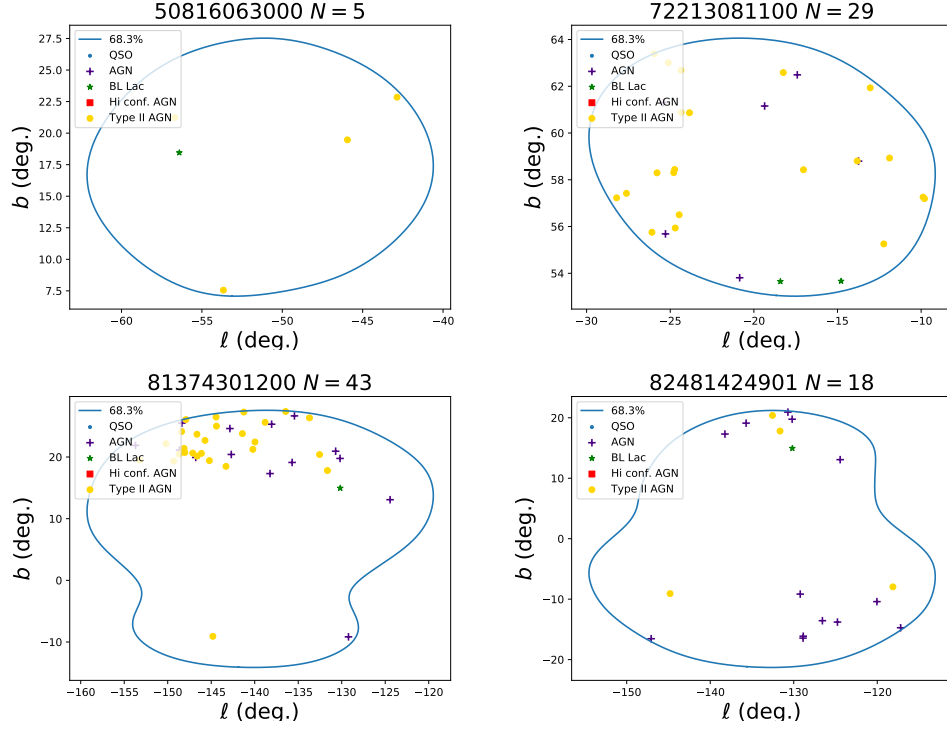 50816063000 N = 5
27.5
25.0
22.5
20.0
17.5
15.0
12.5
10.0
7.5
b (deg.)
68.3%
QSO
AGN
BL Lac
Hi conf. AGN
Type II AGN
−60
−55
−50
−45
−40
ℓ (deg.)
72213081100 N = 29
64
62
60
58
56
54
b (deg.)
68.3%
QSO
AGN
BL Lac
Hi conf. AGN
Type II AGN
−30
−25
−20
−15
−10
ℓ (deg.)
81374301200 N = 43
20
10
0
−10
b (deg.)
68.3%
QSO
AGN
BL Lac
Hi conf. AGN
Type II AGN
−160
−155
−150
−145
−140
−135
−130
−125
−120
ℓ (deg.)
82481424901 N = 18
20
10
0
−10
−20
b (deg.)
68.3%
QSO
AGN
BL Lac
Hi conf. AGN
Type II AGN
−150
−140
−130
−120
ℓ (deg.)